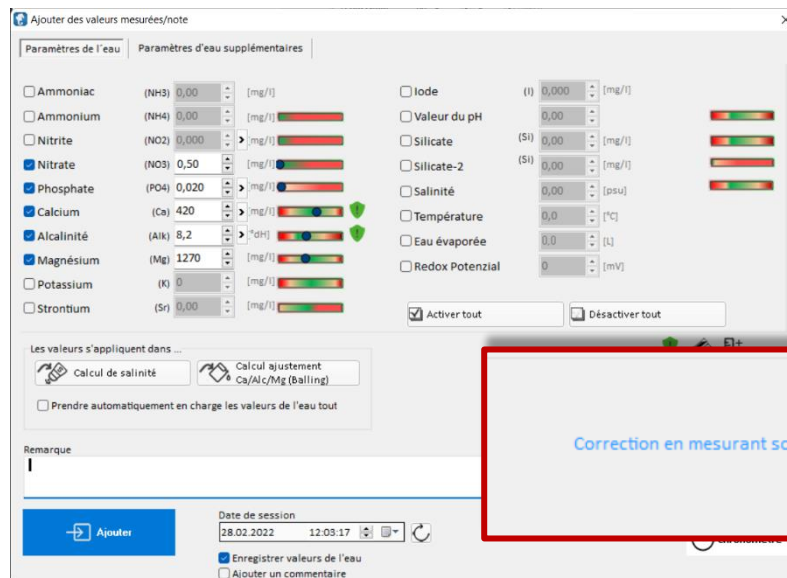 Ajouter des valeurs mesurées/note
Paramètres de l´eau Paramètres d'eau supplémentaires
Ammoniac (NH3) 0,00 [mg/l]
Ammonium (NH4) 0,00 [mg/l]
Nitrite (NO2) 0,000 > [mg/l]
Nitrate (NO3) 0,50 [mg/l]
Phosphate (PO4) 0,020 > [mg/l]
Calcium (Ca) 420 > [mg/l]
Alcalinité (Alk) 8,2 > [°dH]
Magnésium (Mg) 1270 [mg/l]
Potassium (K) 0 [mg/l]
Strontium (Sr) 0,00 [mg/l]
Iode (I) 0,000 [mg/l]
Valeur du pH 0,00
Silicate (Si) 0,00 [mg/l]
Silicate-2 (Si) 0,00 [mg/l]
Salinité 0,00 [psu]
Température 0,0 [°C]
Eau évaporée 0,0 [L]
Redox Potenzial 0 [mV]
Activer tout Désactiver tout
Les valeurs s'appliquent dans ...
Calcul de salinité
Calcul ajustement
Ca/Alc/Mg (Balling)
Prendre automatiquement en charge les valeurs de l'eau tout
Correction en mesurant so
Remarque
Ajouter
Date de session
28.02.2022 12:03:17
Enregistrer valeurs de l'eau
Ajouter un commentaire